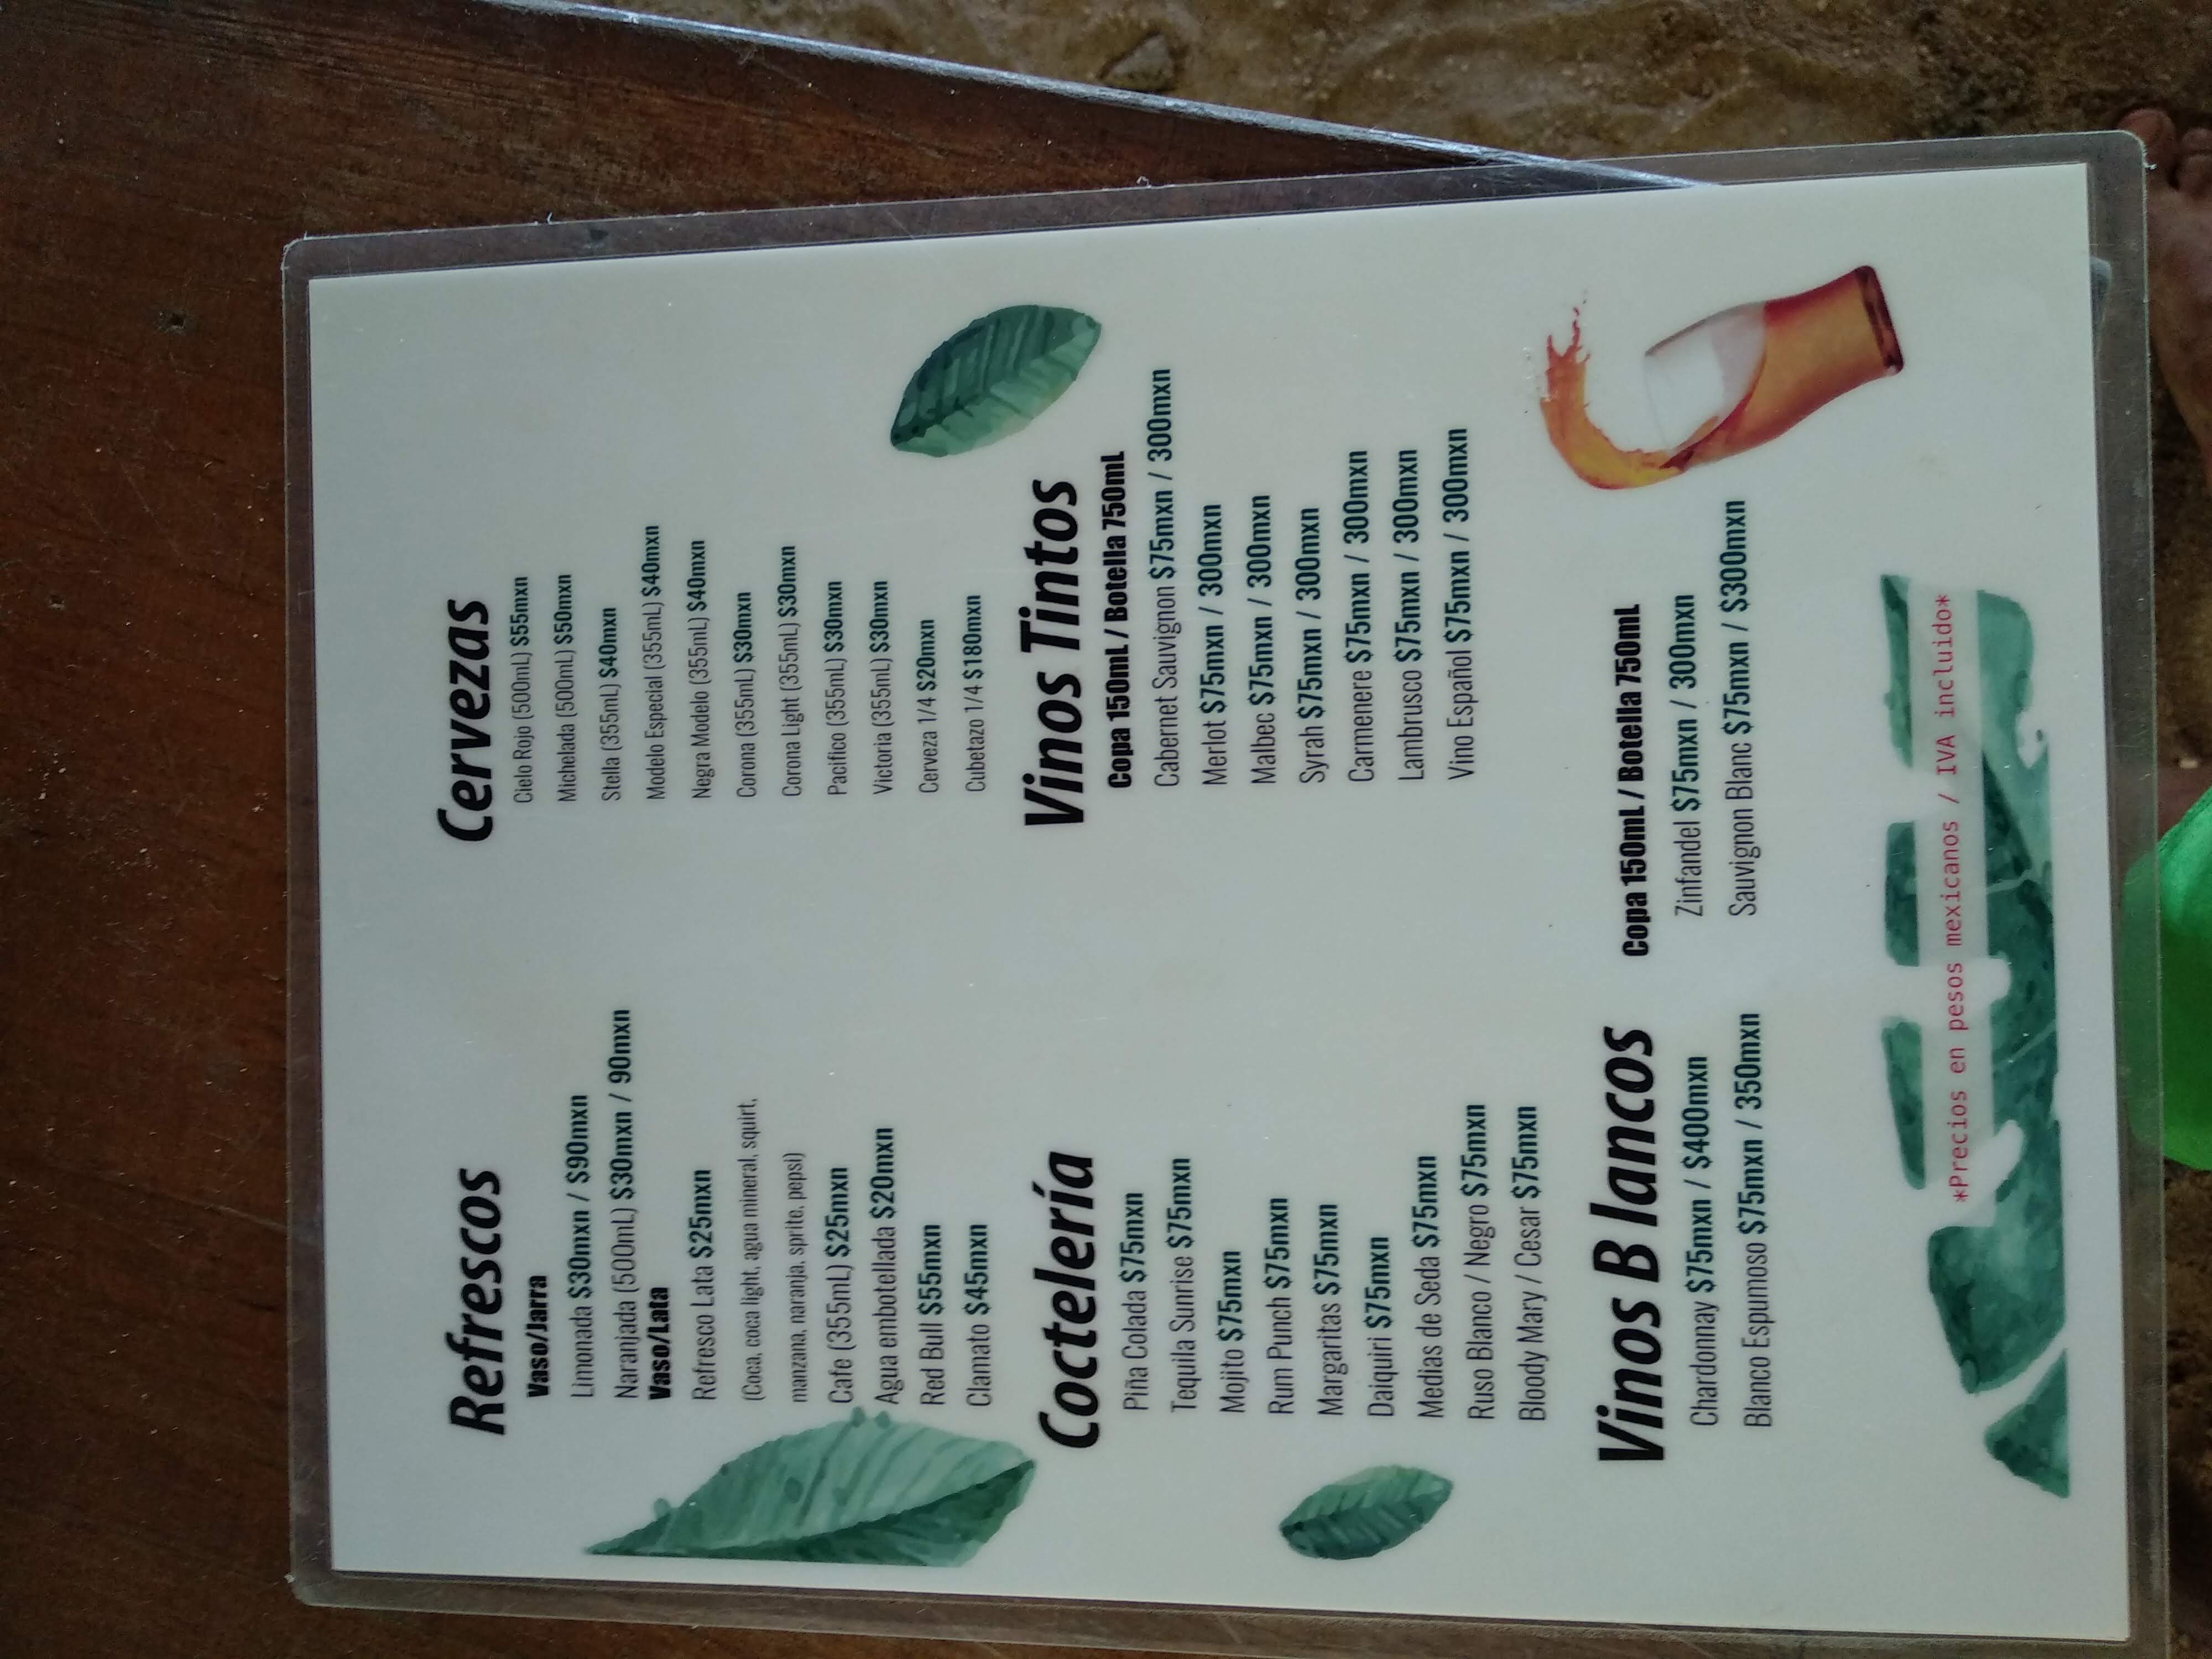 Refrescos
Vaso/Jarra
Limonada $30mxn / $90mxn
Naranjada (500mL) $30mxn / 90mxn
Vaso/Lata
Refresco Lata $25mxn
(Coca, coca light, agua mineral, squirt,
manzana, naranja, sprite, pepsi)
Cafe (355mL) $25mxn
Agua embotellada $20mxn
Red Bull $55mxn
Clamato $45mxn
Cervezas
Cielo Rojo (500mL) $55mxn
Michelada (500mL) $50mxn
Stella (355mL) $40mxn
Modelo Especial (355mL) $40mxn
Negra Modelo (355mL) $40mxn
Corona (355mL) $30mxn
Corona Light (355mL) $30mxn
Pacifico (355mL) $30mxn
Victoria (355mL) $30mxn
Cerveza 1/4 $20mxn
Cubetazo 1/4 $180mxn
Coctelería
Piña Colada $75mxn
Tequila Sunrise $75mxn
Mojito $75mxn
Rum Punch $75mxn
Margaritas $75mxn
Daiquiri $75mxn
Medias de Seda $75mxn
Ruso Blanco / Negro $75mxn
Bloody Mary / Cesar $75mxn
Vinos Tintos
Copa 150mL / Botella 750mL
Cabernet Sauvignon $75mxn / 300mxn
Merlot $75mxn / 300mxn
Malbec $75mxn / 300mxn
Syrah $75mxn / 300mxn
Carmenere $75mxn / 300mxn
Lambrusco $75mxn / 300mxn
Vino Español $75mxn / 300mxn
Vinos B lancos
Copa 150mL / Botella 750mL
Chardonnay $75mxn / $400mxn
Blanco Espumoso $75mxn / 350mxn
Zinfandel $75mxn / 300mxn
Sauvignon Blanc $75mxn / $300mxn
*Precios en pesos mexicanos / IVA incluido*